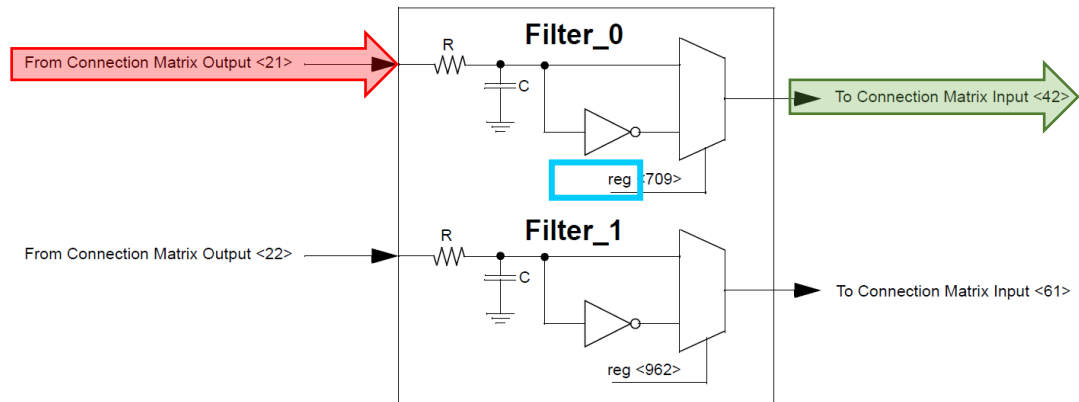 Filter_0
R
From Connection Matrix Output <21>
C
To Connection Matrix Input <42>
reg <709>
Filter_1
R
From Connection Matrix Output <22>
C
To Connection Matrix Input <61>
reg <962>